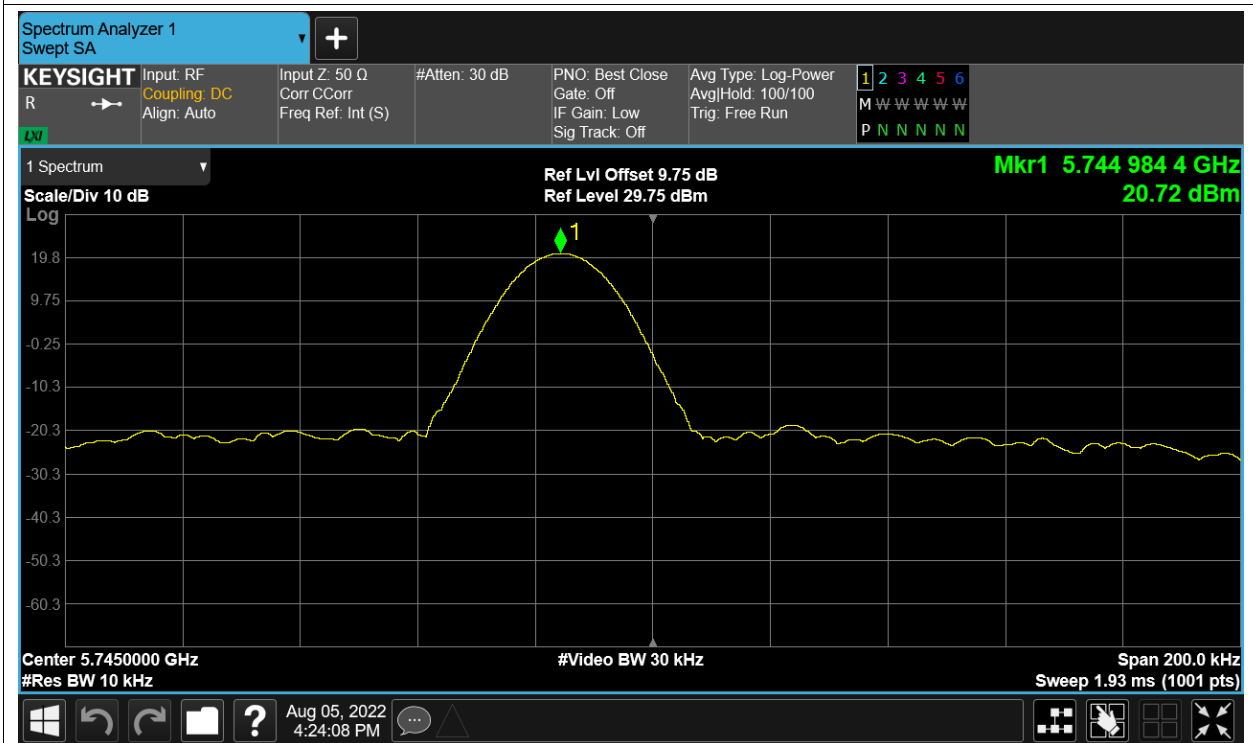 Spectrum Analyzer 1
Swept SA
KEYSIGHT
R
LXI
Input: RF
Coupling: DC
Align: Auto
Input Z: 50 Ω
Corr CCorr
Freq Ref: Int (S)
#Atten: 30 dB
PNO: Best Close
Gate: Off
IF Gain: Low
Sig Track: Off
Avg Type: Log-Power
Avg|Hold: 100/100
Trig: Free Run
1 2 3 4 5 6
M W W W W W
P N N N N N
1 Spectrum
Scale/Div 10 dB
Log
Ref Lvl Offset 9.75 dB
Ref Level 29.75 dBm
Mkr1 5.744 984 4 GHz
20.72 dBm
1
19.8
9.75
-0.25
-10.3
-20.3
-30.3
-40.3
-50.3
-60.3
Center 5.7450000 GHz
#Res BW 10 kHz
#Video BW 30 kHz
Span 200.0 kHz
Sweep 1.93 ms (1001 pts)
?
Aug 05, 2022
4:24:08 PM